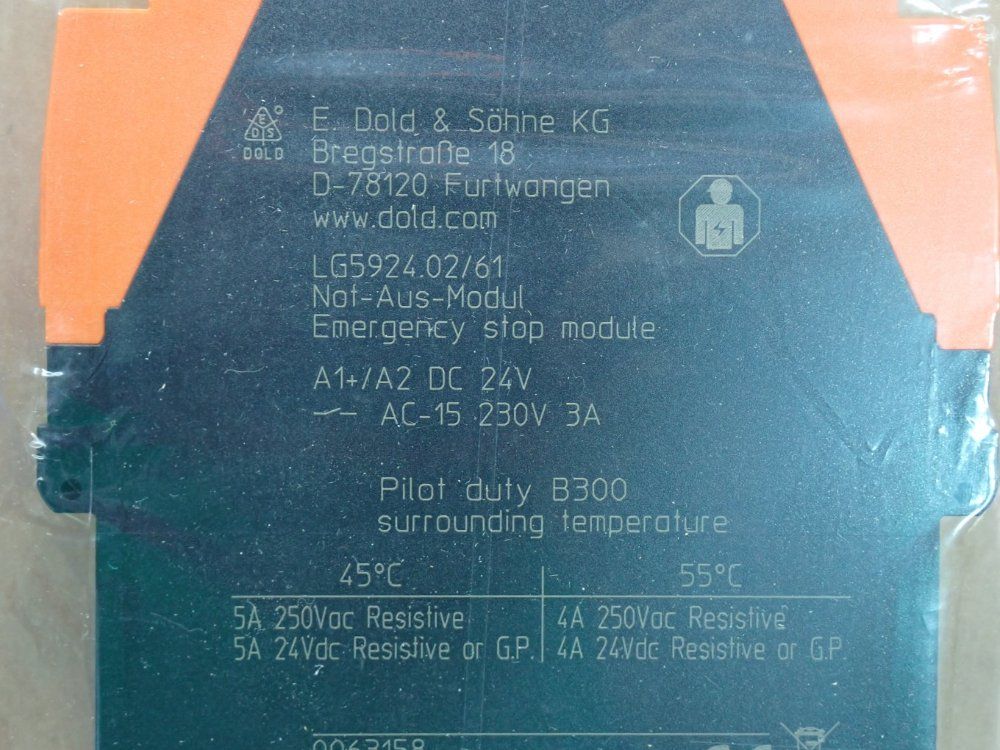 E
D S
DOLD
E. Dold & Söhne KG
Bregstraße 18
D-78120 Furtwangen
www.dold.com
LG5924.02/61
Not-Aus-Modul
Emergency stop module
A1+/A2 DC 24V
AC-15 230V 3A
Pilot duty B300
surrounding temperature
45°C 55°C
5A 250Vac Resistive 4A 250Vac Resistive
5A 24Vdc Resistive or G.P. 4A 24Vdc Resistive or G.P.
0063158